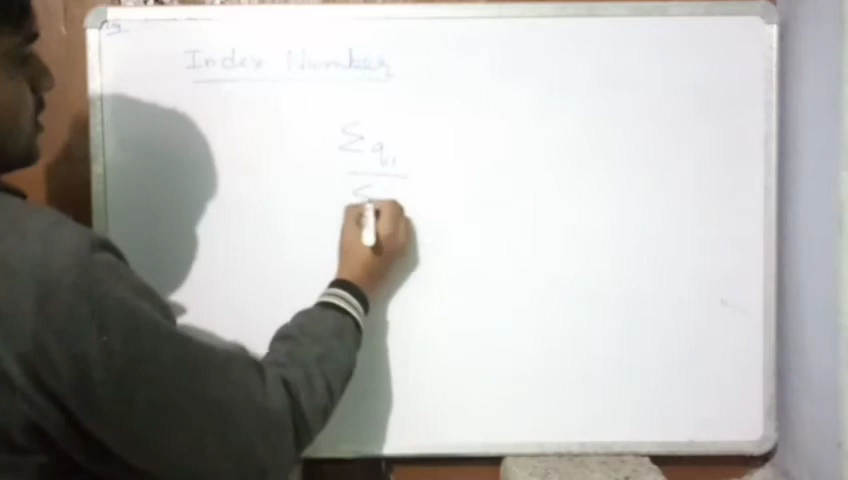 Index Number
Σq₁
Σ